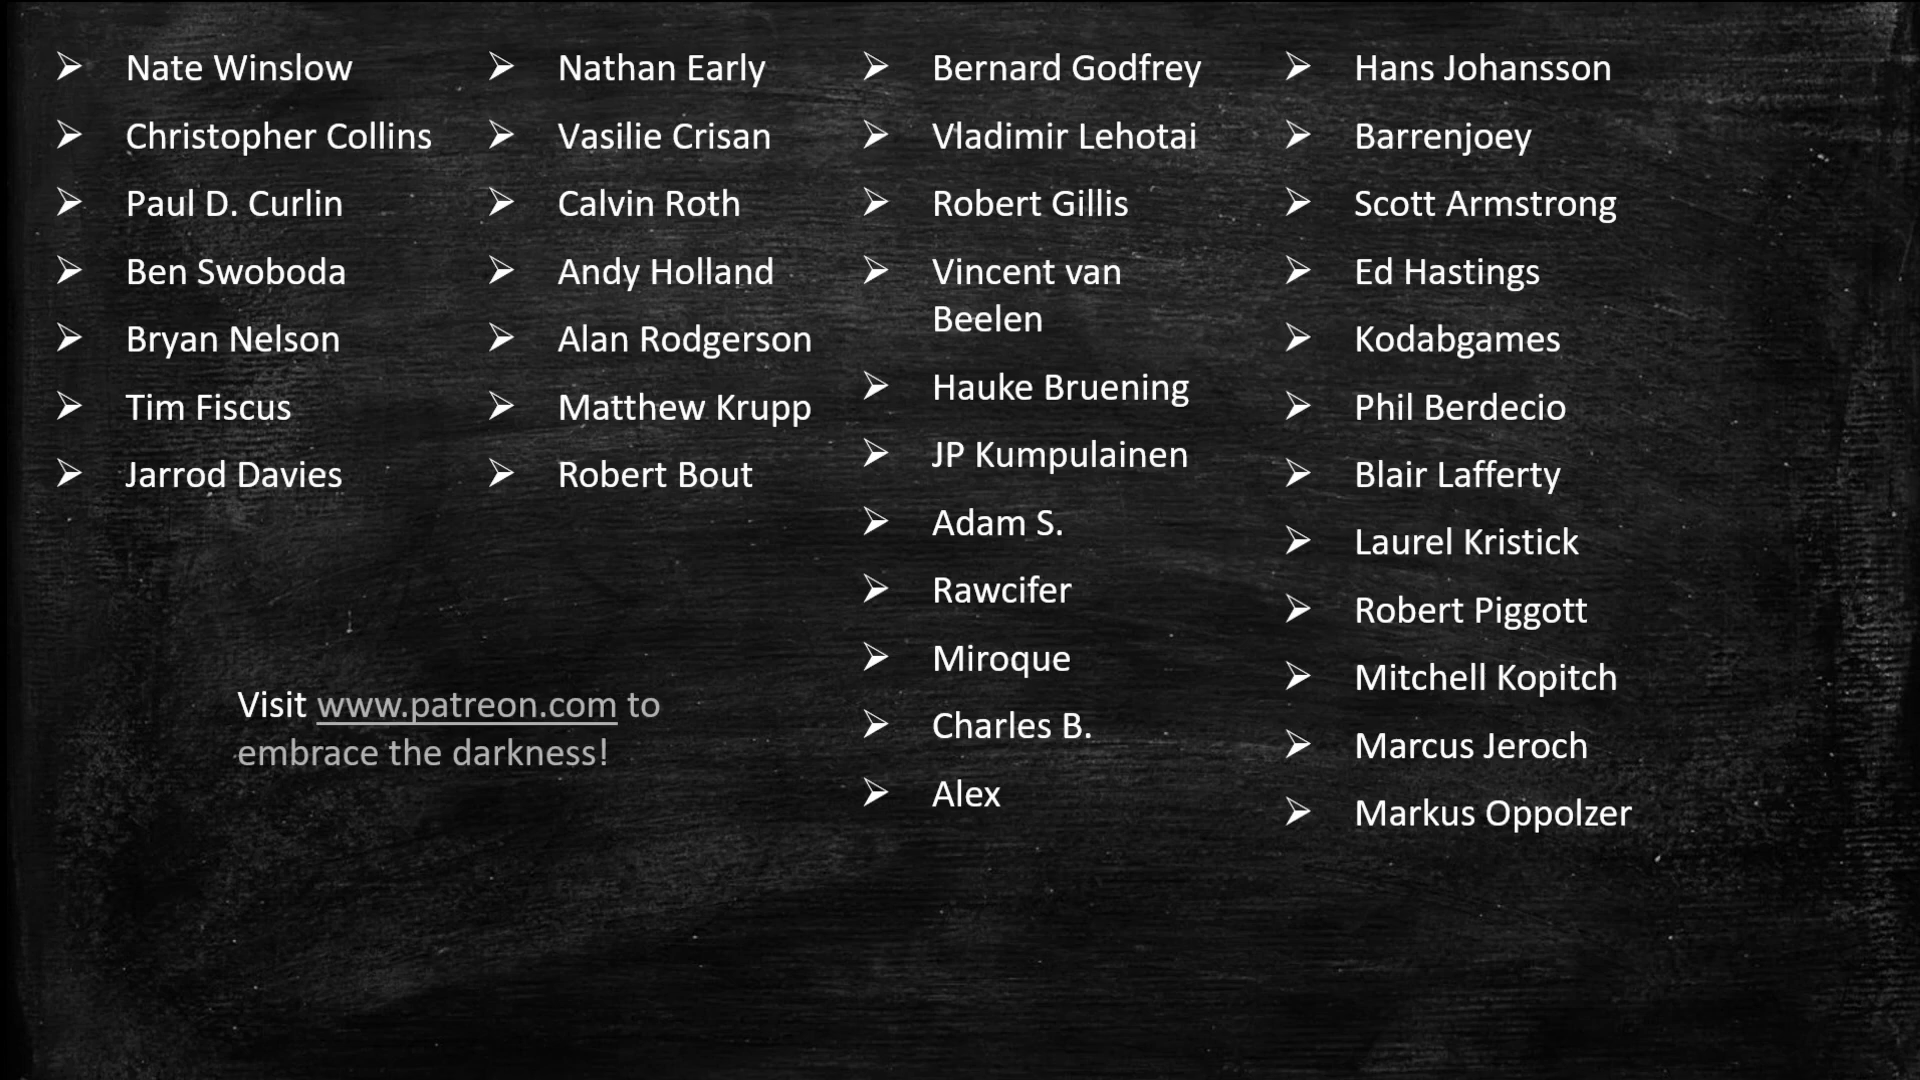 Nate Winslow
Christopher Collins
Paul D. Curlin
Ben Swoboda
Bryan Nelson
Tim Fiscus
Jarrod Davies
Nathan Early
Vasilie Crisan
Calvin Roth
Andy Holland
Alan Rodgerson
Matthew Krupp
Robert Bout
Visit www.patreon.com to
embrace the darkness!
Bernard Godfrey
Vladimir Lehotai
Robert Gillis
Vincent van
Beelen
Hauke Bruening
JP Kumpulainen
Adam S.
Rawcifer
Miroque
Charles B.
Alex
Hans Johansson
Barrenjoey
Scott Armstrong
Ed Hastings
Kodabgames
Phil Berdecio
Blair Lafferty
Laurel Kristick
Robert Piggott
Mitchell Kopitch
Marcus Jeroch
Markus Oppolzer